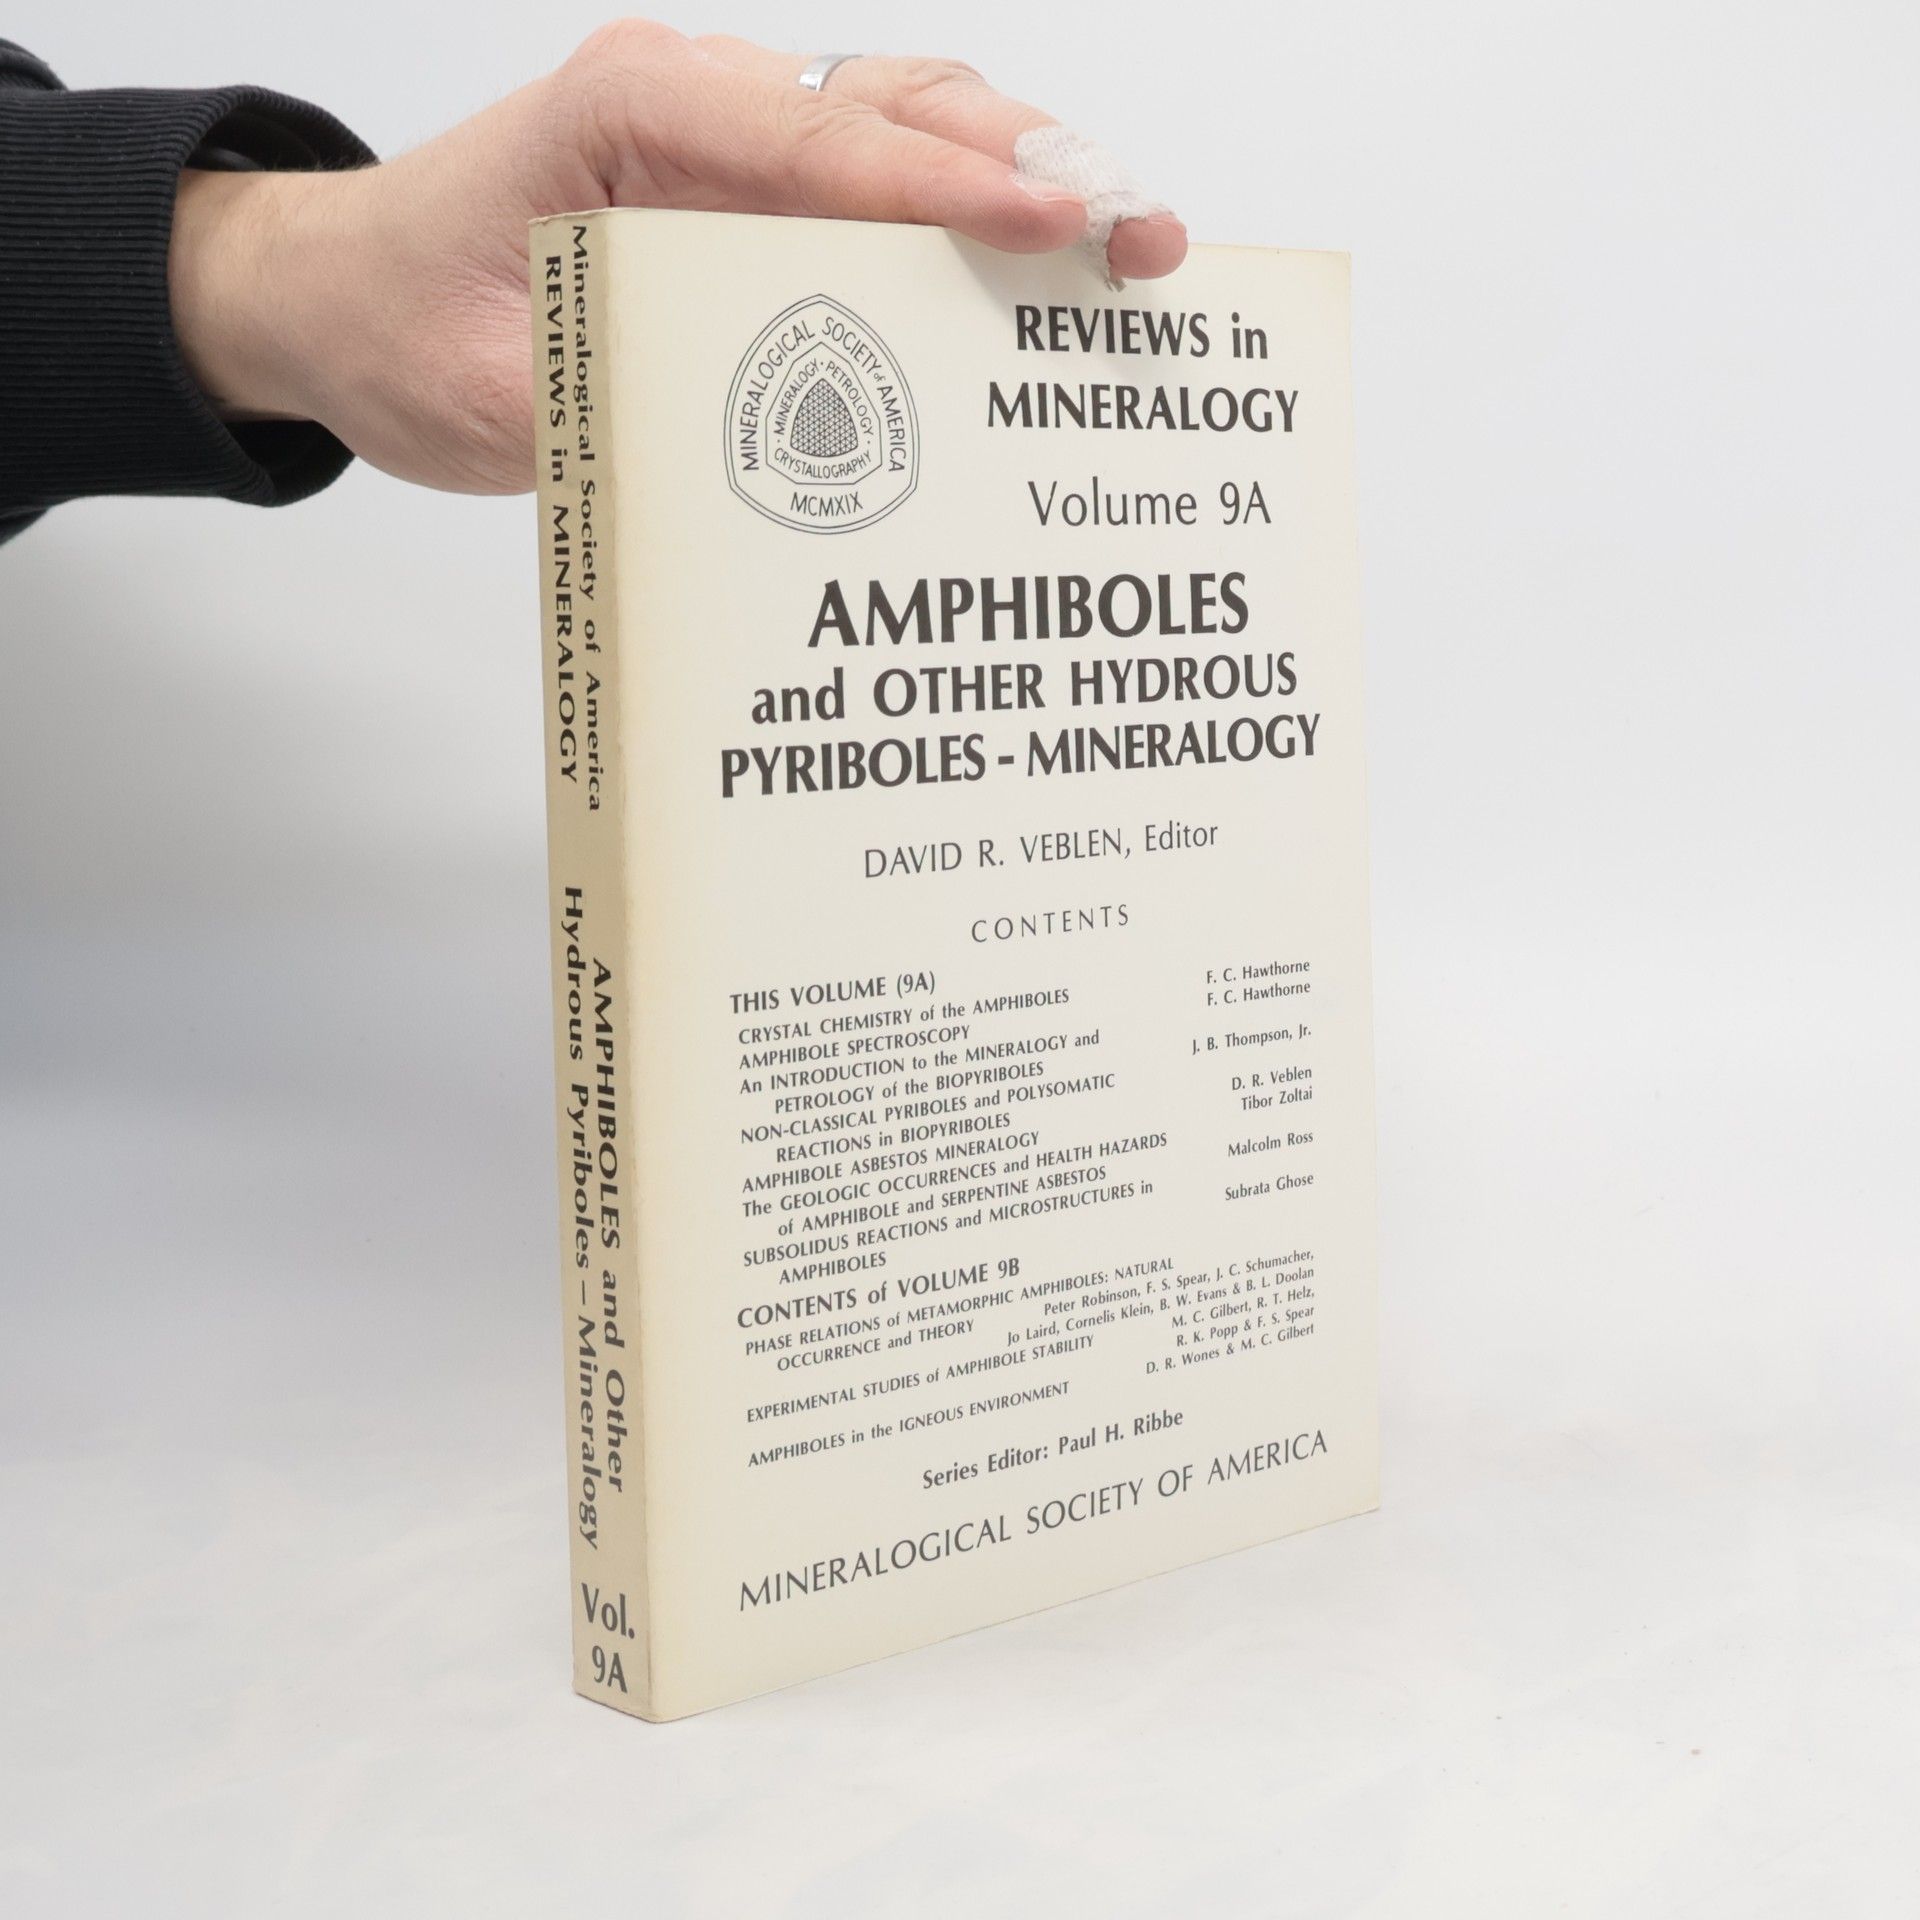 Mineralogical Society of America
REVIEWS in MINERALOGY
AMPHIBOLES and Other
Hydrous Pyriboles — Mineralogy
Vol.
9A
MINERALOGICAL SOCIETY of AMERICA
· MINERALOGY · PETROLOGY ·
CRYSTALLOGRAPHY
MCMXIX
REVIEWS in
MINERALOGY
Volume 9A
AMPHIBOLES
and OTHER HYDROUS
PYRIBOLES - MINERALOGY
DAVID R. VEBLEN, Editor
CONTENTS
THIS VOLUME (9A)
CRYSTAL CHEMISTRY of the AMPHIBOLES F. C. Hawthorne
AMPHIBOLE SPECTROSCOPY F. C. Hawthorne
An INTRODUCTION to the MINERALOGY and
PETROLOGY of the BIOPYRIBOLES J. B. Thompson, Jr.
NON-CLASSICAL PYRIBOLES and POLYSOMATIC
REACTIONS in BIOPYRIBOLES D. R. Veblen
AMPHIBOLE ASBESTOS MINERALOGY Tibor Zoltai
The GEOLOGIC OCCURRENCES and HEALTH HAZARDS
of AMPHIBOLE and SERPENTINE ASBESTOS Malcolm Ross
SUBSOLIDUS REACTIONS and MICROSTRUCTURES in
AMPHIBOLES Subrata Ghose
CONTENTS of VOLUME 9B
PHASE RELATIONS of METAMORPHIC AMPHIBOLES: NATURAL
OCCURRENCE and THEORY Peter Robinson, F. S. Spear, J. C. Schumacher,
Jo Laird, Cornelis Klein, B. W. Evans & B. L. Doolan
EXPERIMENTAL STUDIES of AMPHIBOLE STABILITY M. C. Gilbert, R. T. Helz,
R. K. Popp & F. S. Spear
AMPHIBOLES in the IGNEOUS ENVIRONMENT D. R. Wones & M. C. Gilbert
Series Editor: Paul H. Ribbe
MINERALOGICAL SOCIETY OF AMERICA